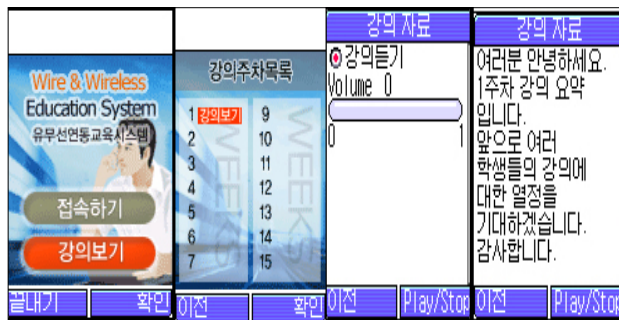 Wire & Wireless
Education System
유무선연동교육시스템
접속하기
강의보기
끝내기 확인
강의주차목록
1 강의보기 9
2 10
3 11
4 12
5 13
6 14
7 15
WEEKS WEEKS
이전 확인
강의 자료
강의듣기
Volume 0
0 1
이전 Play/Stop
강의 자료
여러분 안녕하세요.
1주차 강의 요약
입니다.
앞으로 여러
학생들의 강의에
대한 열정을
기대하겠습니다.
감사합니다.
이전 Play/Stop